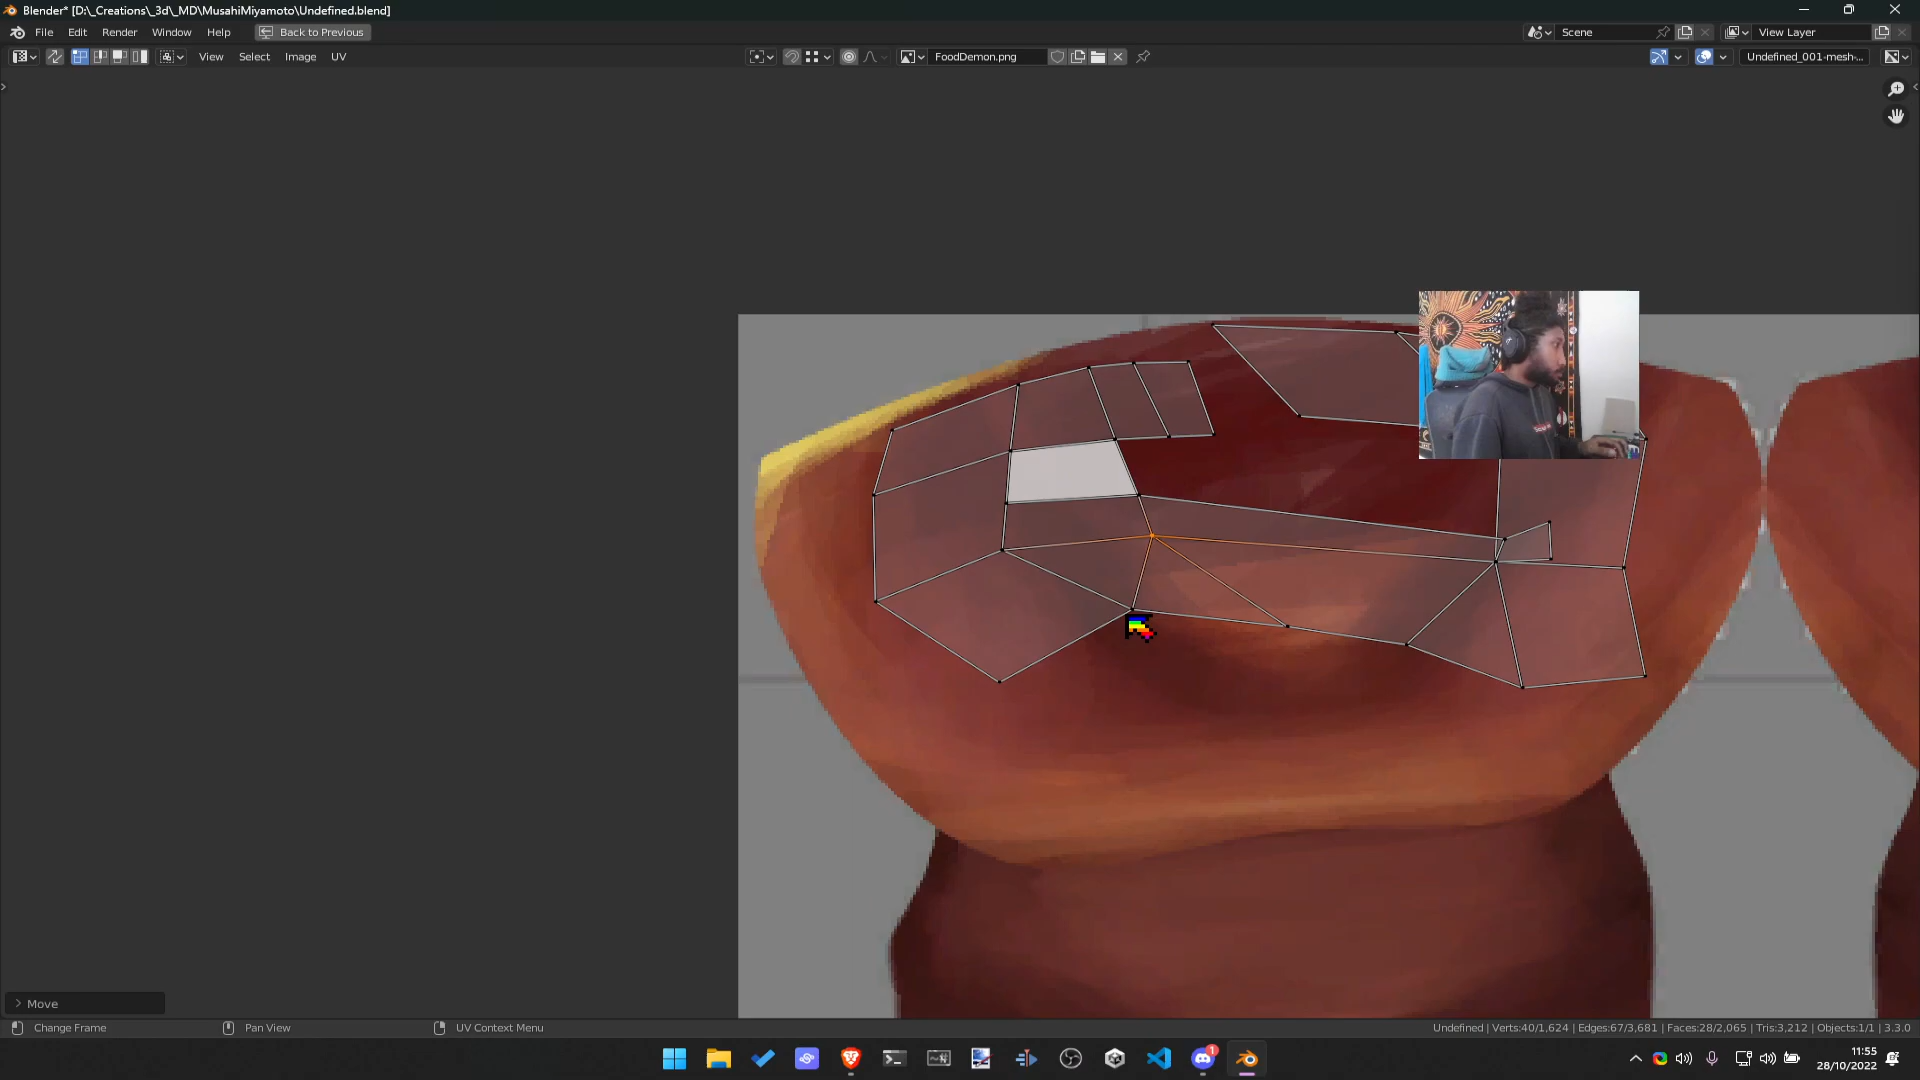 Blender* [D:\_Creations\_3d\_MD\MusahiMiyamoto\Undefined.blend]
File Edit Render Window Help Back to Previous Scene View Layer
View Select Image UV FoodDemon.png Undefined_001-mesh-...
Move
Change Frame Pan View UV Context Menu Undefined | Verts:40/1,624 | Edges:67/3,681 | Faces:28/2,065 | Tris:3,212 | Objects:1/1 | 3.3.0
1
11:55
28/10/2022